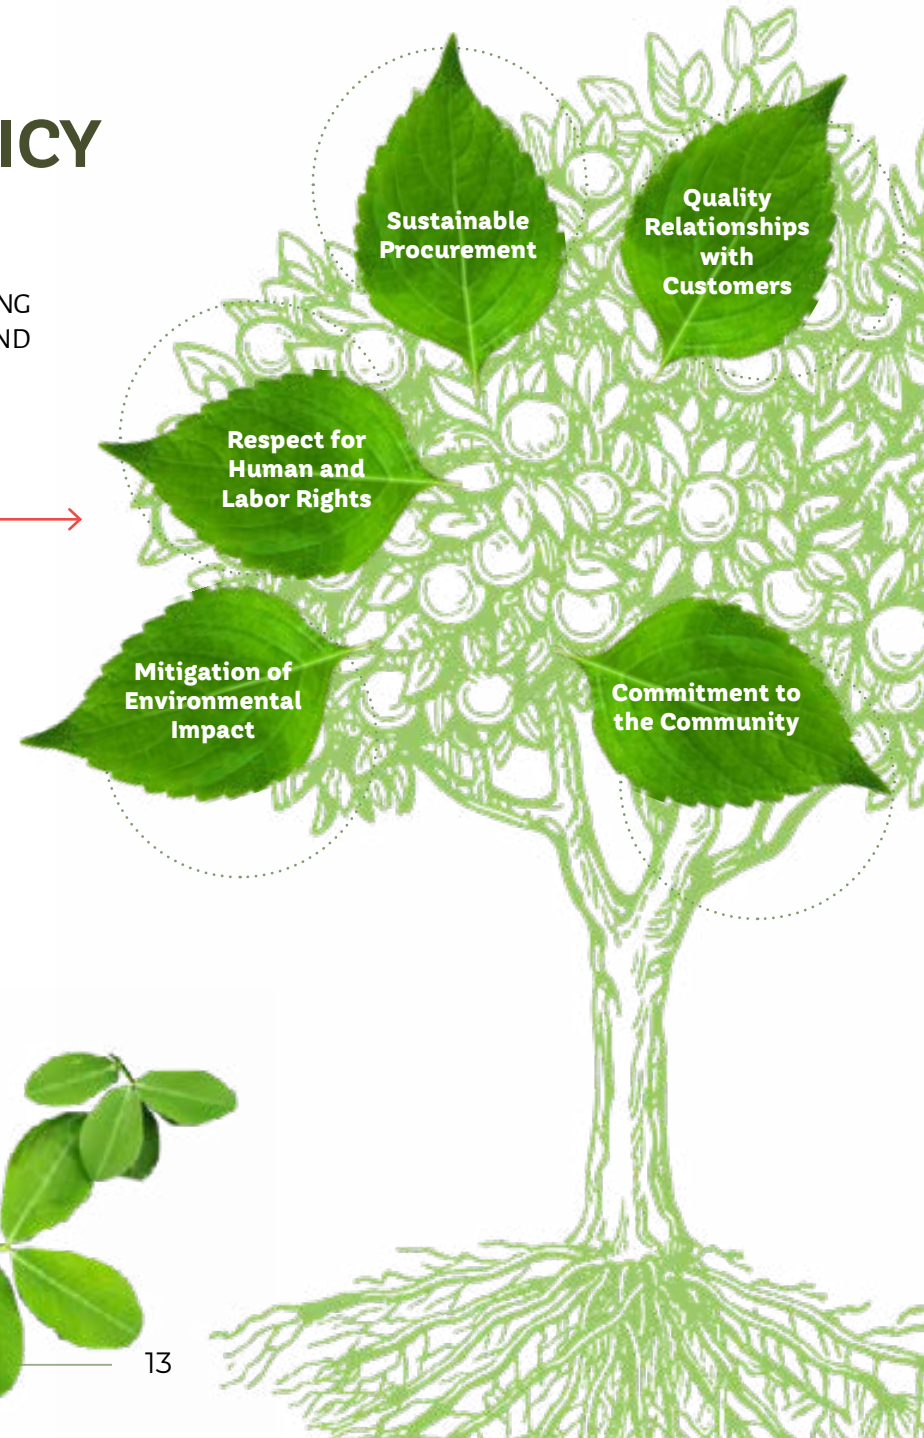 ICY
NG
ND
Sustainable
Procurement
Quality
Relationships
with
Customers
Respect for
Human and
Labor Rights
Mitigation of
Environmental
Impact
Commitment to
the Community
13